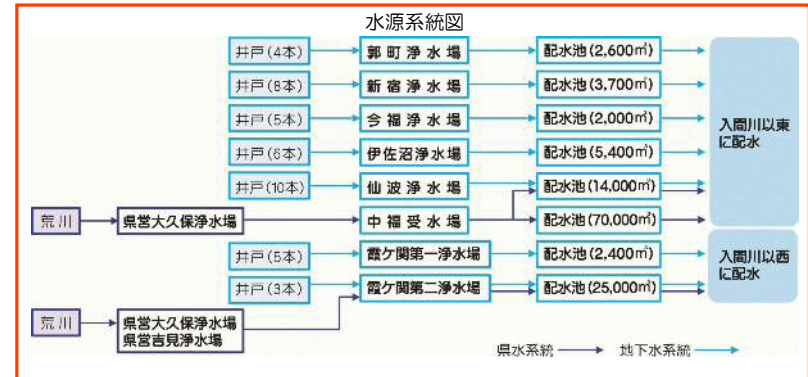 水源系統図
井戸(4本) 郭町浄水場 配水池(2,600㎥)
井戸(8本) 新宿浄水場 配水池(3,700㎥)
井戸(5本) 今福浄水場 配水池(2,000㎥)
入間川以東
に配水
井戸(6本) 伊佐沼浄水場 配水池(5,400㎥)
井戸(10本) 仙波浄水場 配水池(14,000㎥)
荒川 県営大久保浄水場 中福受水場 配水池(70,000㎥)
井戸(5本) 霞ケ関第一浄水場 配水池(2,400㎥)
入間川以西
に配水
井戸(3本) 霞ケ関第二浄水場 配水池(25,000㎥)
荒川 県営大久保浄水場
県営吉見浄水場
県水系統 地下水系統